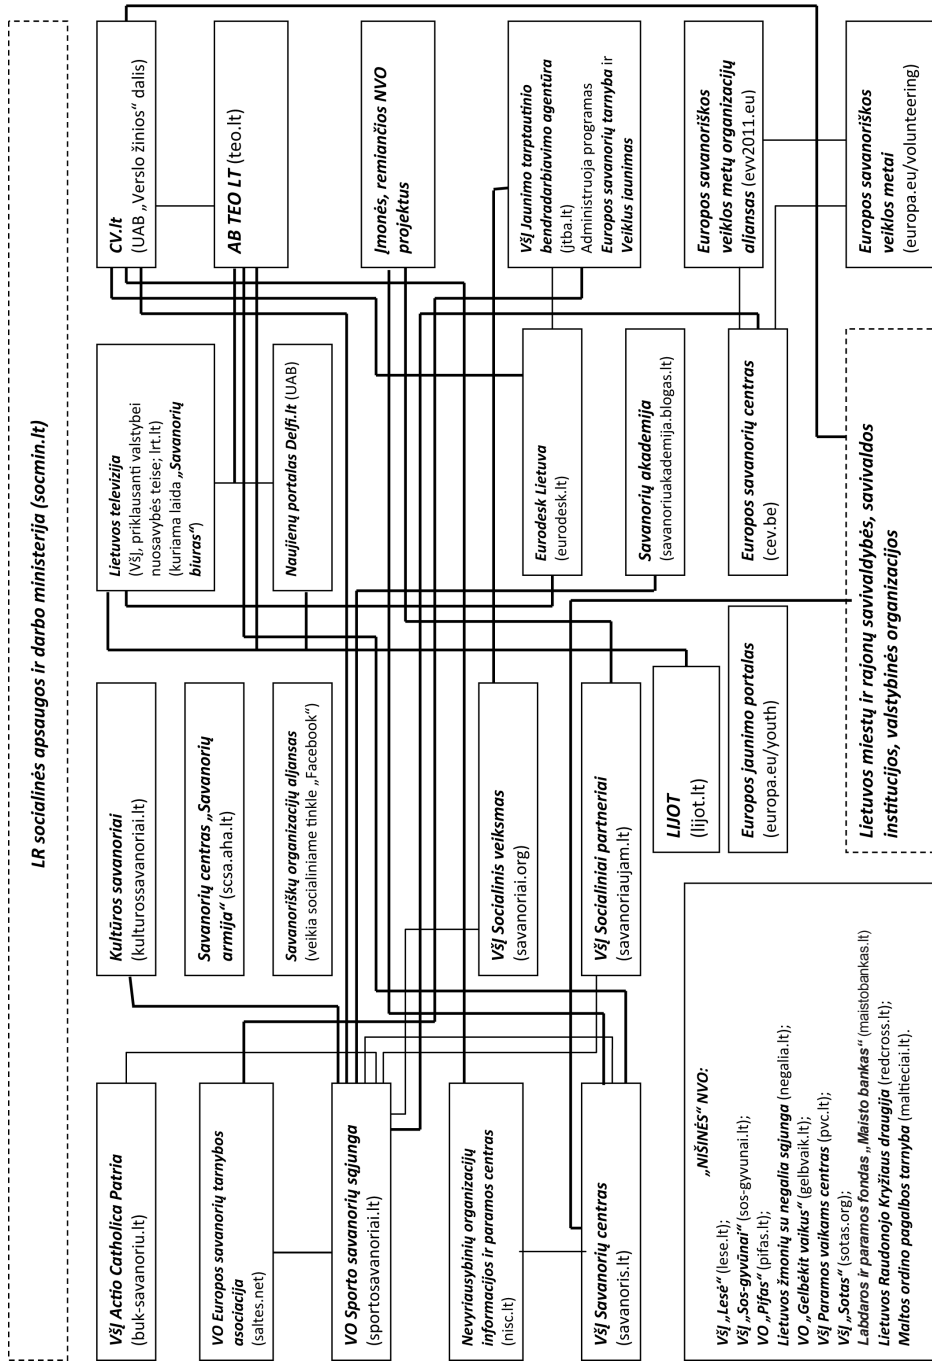 LR socialinės apsaugos ir darbo ministerija (socmin.lt)
VšĮ Actio Catholica Patria
(buk-savanoriu.lt)
Kultūros savanoriai
(kulturossavanoriai.lt)
Lietuvos televizija
(VšĮ, priklausanti valstybei
nuosavybės teise; lrt.lt)
(kuriama laida „Savanorių
biuras“)
CV.lt
(UAB „Verslo žinios“ dalis)
VO Europos savanorių tarnybos
asociacija
(saltes.net)
Savanorių centras „Savanorių
armija“ (scsa.aha.lt)
AB TEO LT (teo.lt)
VO Sporto savanorių sąjunga
(sportosavanoriai.lt)
Savanoriškų organizacijų aljansas
(veikia socialiniame tinkle „Facebook“)
Naujienų portalas Delfi.lt (UAB)
Įmonės, remiančios NVO
projektus
Nevyriausybinių organizacijų
informacijos ir paramos centras
(nisc.lt)
VšĮ Socialinis veiksmas
(savanoriai.org)
Eurodesk Lietuva
(eurodesk.lt)
VšĮ Jaunimo tarptautinio
bendradarbiavimo agentūra
(jtba.lt)
Administruoja programas
Europos savanorių tarnyba ir
Veiklus jaunimas
VšĮ Savanorių centras
(savanoris.lt)
VšĮ Socialiniai partneriai
(savanoriaujam.lt)
Savanorių akademija
(savanoriuakademija.blogas.lt)
LIJOT
(lijot.lt)
Europos savanoriškos
veiklos metų organizacijų
aljansas (eyv2011.eu)
Europos jaunimo portalas
(europa.eu/youth)
Europos savanorių centras
(cev.be)
Europos savanoriškos
veiklos metai
(europa.eu/volunteering)
Lietuvos miestų ir rajonų savivaldybės, savivaldos
institucijos, valstybinės organizacijos
„NIŠINĖS“ NVO:
VšĮ „Lesė“ (lese.lt);
VšĮ „Sos-gyvūnai“ (sos-gyvunai.lt);
VO „Pifas“ (pifas.lt);
Lietuvos žmonių su negalia sąjunga (negalia.lt);
VO „Gelbėkit vaikus“ (gelbvaik.lt);
VšĮ Paramos vaikams centras (pvc.lt);
VšĮ „Sotas“ (sotas.org);
Labdaros ir paramos fondas „Maisto bankas“ (maistobankas.lt)
Lietuvos Raudonojo Kryžiaus draugija (redcross.lt);
Maltos ordino pagalbos tarnyba (maltieciai.lt).